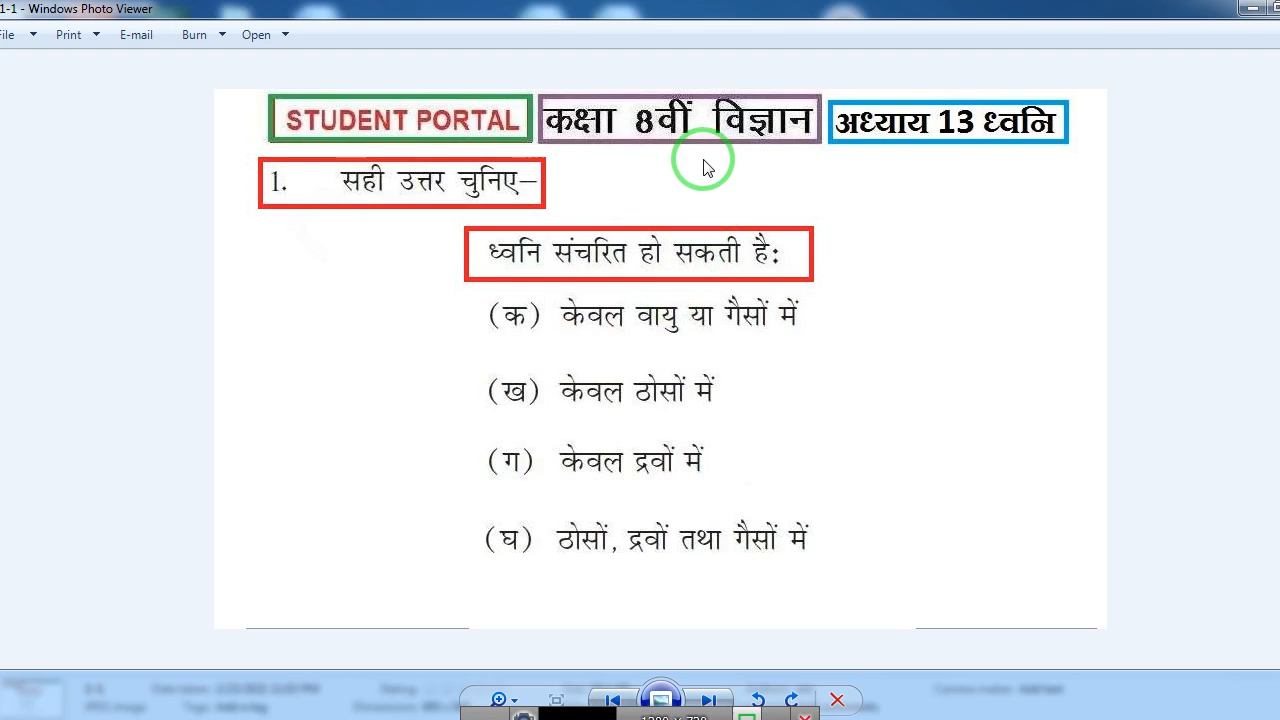 1-1 - Windows Photo Viewer
File Print E-mail Burn Open
STUDENT PORTAL कक्षा 8वीं विज्ञान अध्याय 13 ध्वनि
1. सही उत्तर चुनिए–
ध्वनि संचरित हो सकती है:
(क) केवल वायु या गैसों में
(ख) केवल ठोसों में
(ग) केवल द्रवों में
(घ) ठोसों, द्रवों तथा गैसों में